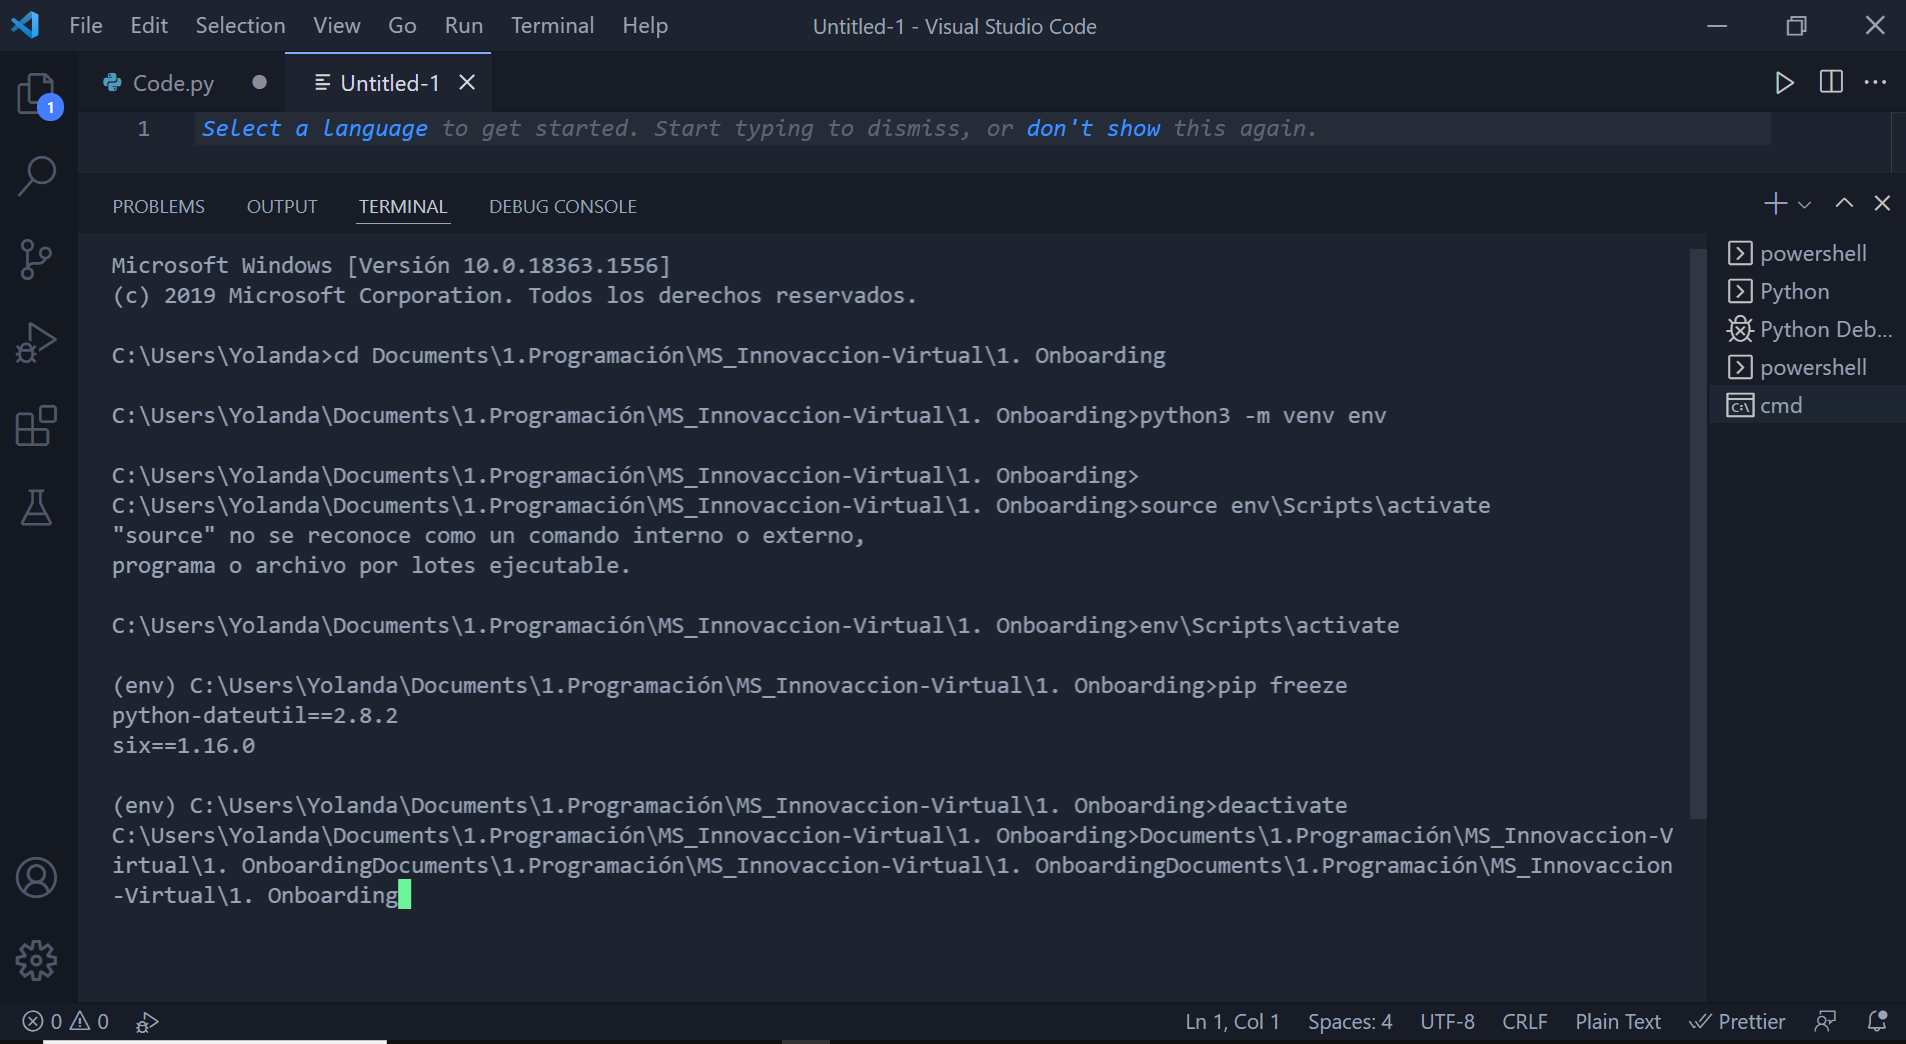 File Edit Selection View Go Run Terminal Help Untitled-1 - Visual Studio Code
Code.py Untitled-1
1
1 Select a language to get started. Start typing to dismiss, or don't show this again.
PROBLEMS OUTPUT TERMINAL DEBUG CONSOLE
Microsoft Windows [Versión 10.0.18363.1556]
(c) 2019 Microsoft Corporation. Todos los derechos reservados.
C:\Users\Yolanda>cd Documents\1.Programación\MS_Innovaccion-Virtual\1. Onboarding
C:\Users\Yolanda\Documents\1.Programación\MS_Innovaccion-Virtual\1. Onboarding>python3 -m venv env
C:\Users\Yolanda\Documents\1.Programación\MS_Innovaccion-Virtual\1. Onboarding>
C:\Users\Yolanda\Documents\1.Programación\MS_Innovaccion-Virtual\1. Onboarding>source env\Scripts\activate
"source" no se reconoce como un comando interno o externo,
programa o archivo por lotes ejecutable.
C:\Users\Yolanda\Documents\1.Programación\MS_Innovaccion-Virtual\1. Onboarding>env\Scripts\activate
(env) C:\Users\Yolanda\Documents\1.Programación\MS_Innovaccion-Virtual\1. Onboarding>pip freeze
python-dateutil==2.8.2
six==1.16.0
(env) C:\Users\Yolanda\Documents\1.Programación\MS_Innovaccion-Virtual\1. Onboarding>deactivate
C:\Users\Yolanda\Documents\1.Programación\MS_Innovaccion-Virtual\1. Onboarding>Documents\1.Programación\MS_Innovaccion-V
irtual\1. OnboardingDocuments\1.Programación\MS_Innovaccion-Virtual\1. OnboardingDocuments\1.Programación\MS_Innovaccion
-Virtual\1. Onboarding
powershell
Python
Python Deb...
powershell
C:\ cmd
0 0 Ln 1, Col 1 Spaces: 4 UTF-8 CRLF Plain Text Prettier